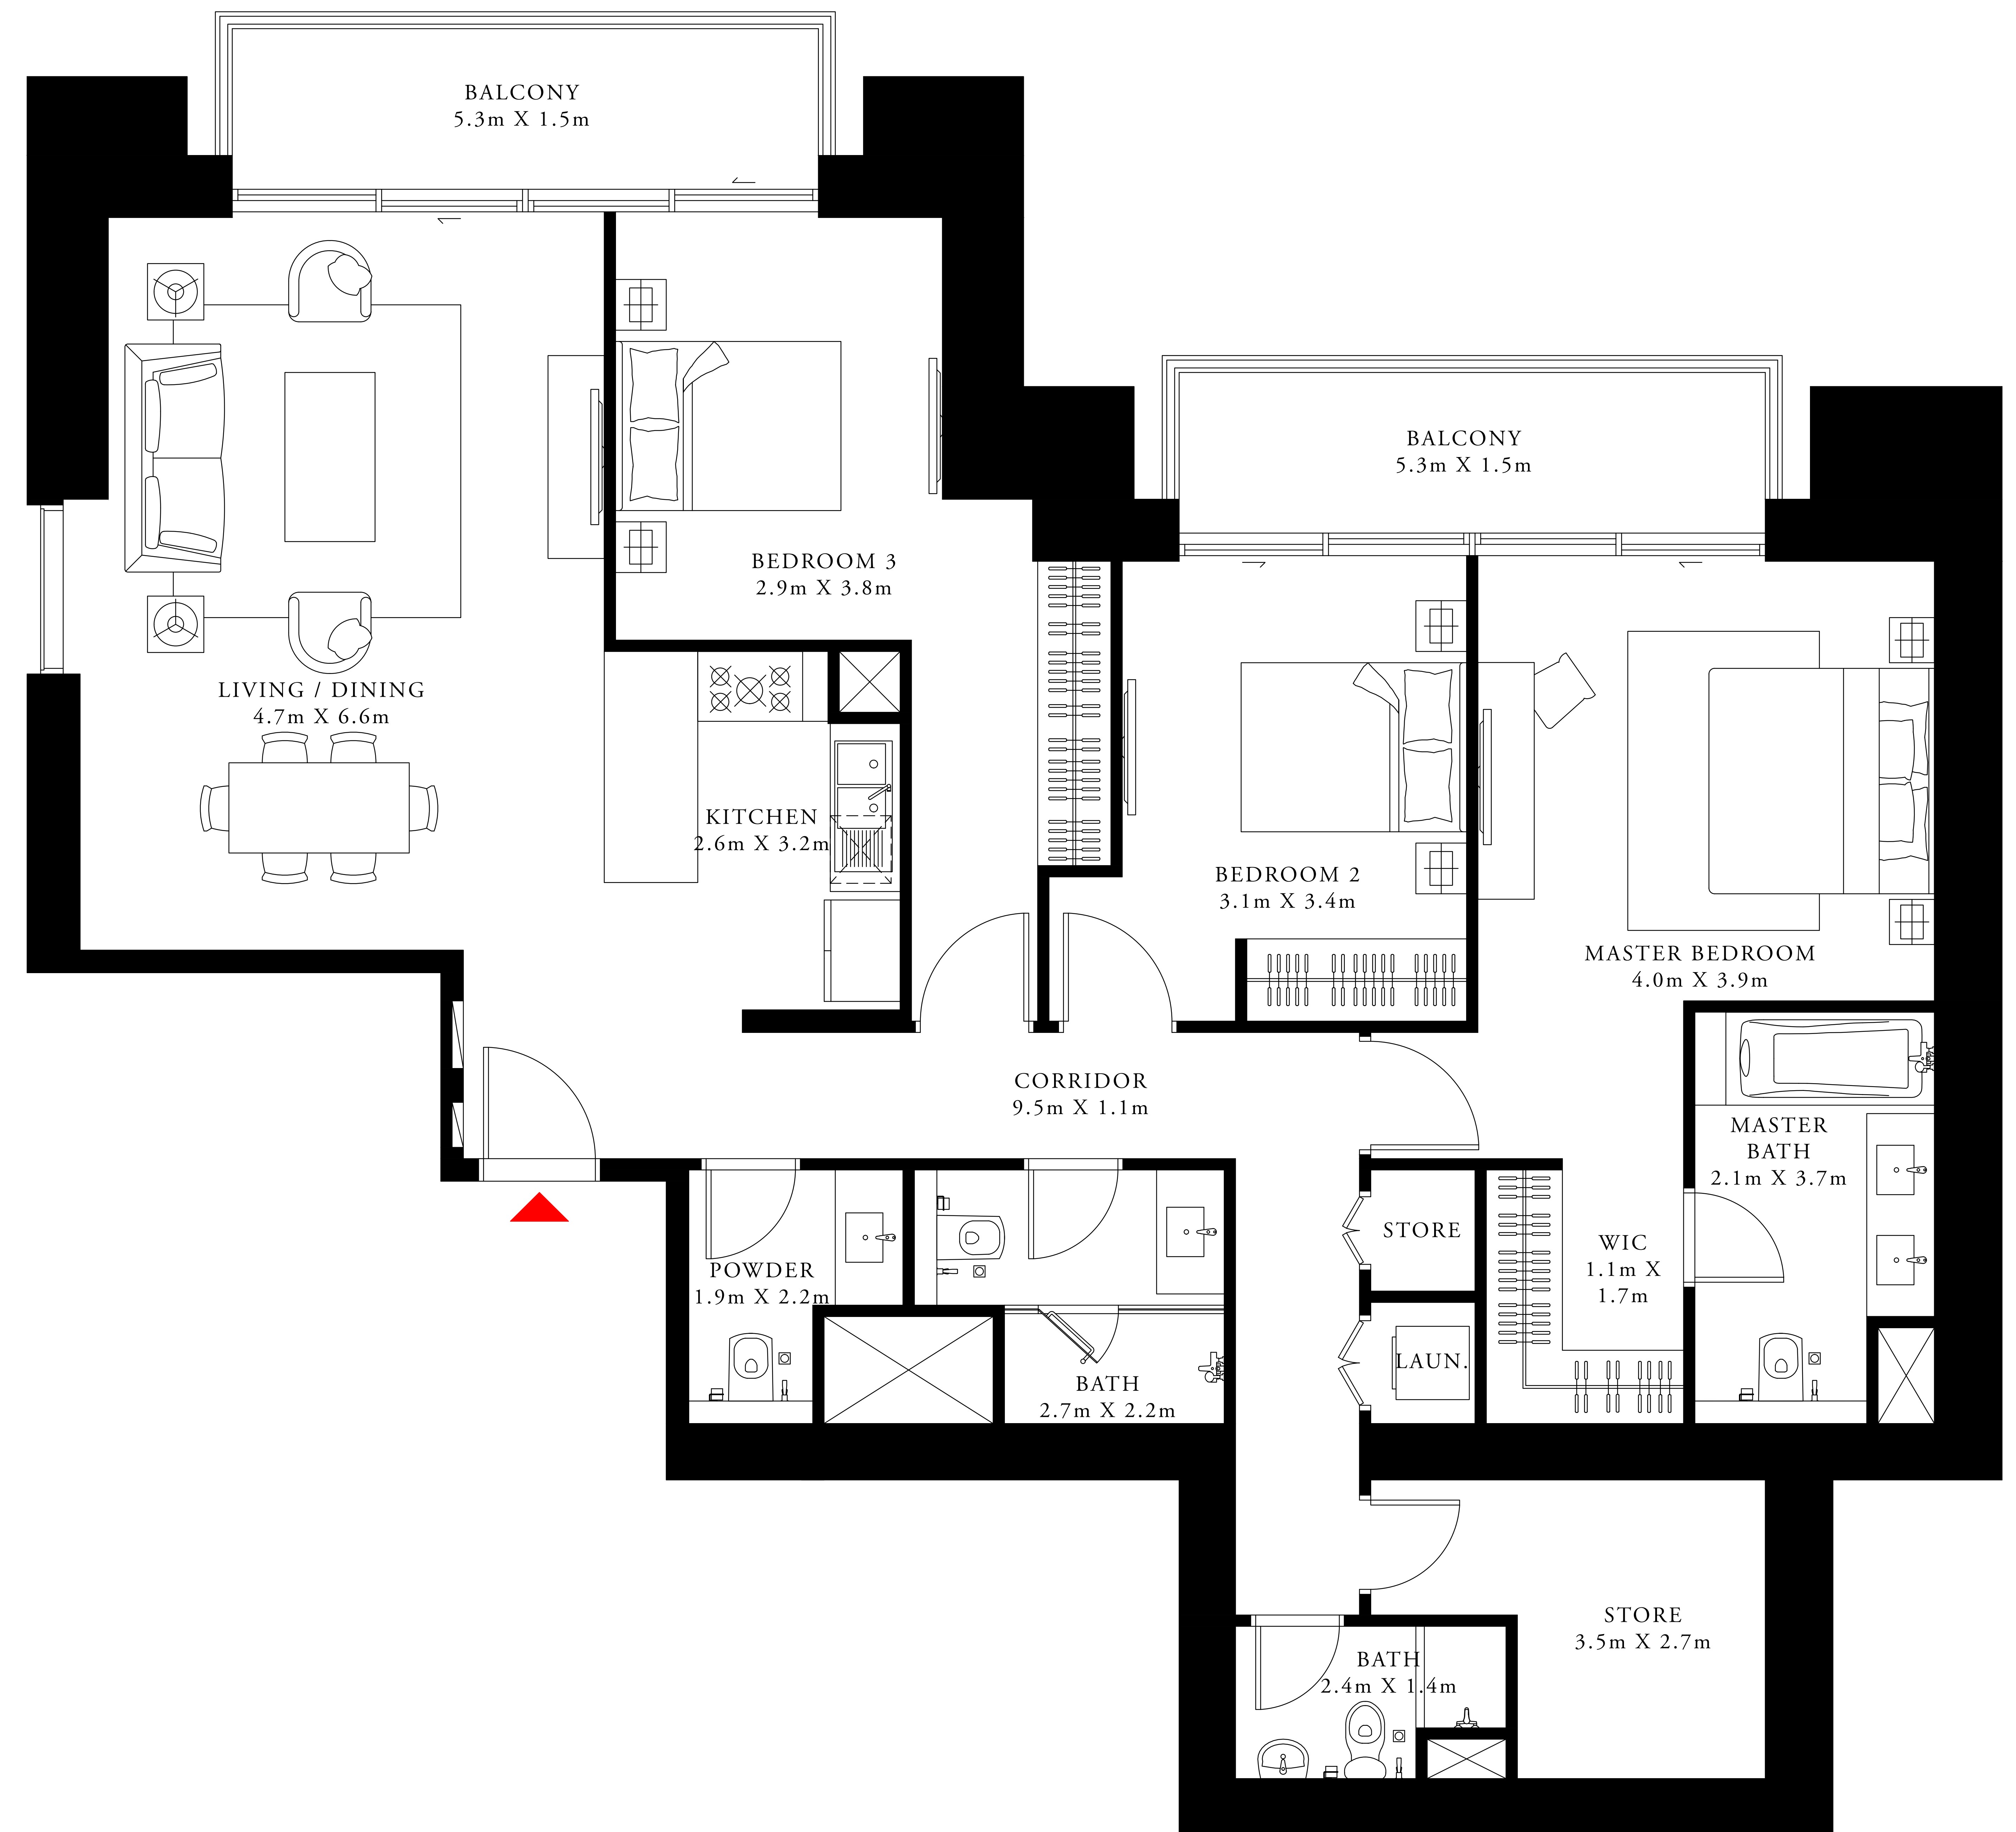 BALCONY
5.3m X 1.5m
BALCONY
5.3m X 1.5m
BEDROOM 3
2.9m X 3.8m
LIVING / DINING
4.7m X 6.6m
KITCHEN
2.6m X 3.2m
BEDROOM 2
3.1m X 3.4m
MASTER BEDROOM
4.0m X 3.9m
CORRIDOR
9.5m X 1.1m
MASTER
BATH
2.1m X 3.7m
STORE
WIC
1.1m X
1.7m
POWDER
1.9m X 2.2m
LAUN.
BATH
2.7m X 2.2m
STORE
3.5m X 2.7m
BATH
2.4m X 1.4m